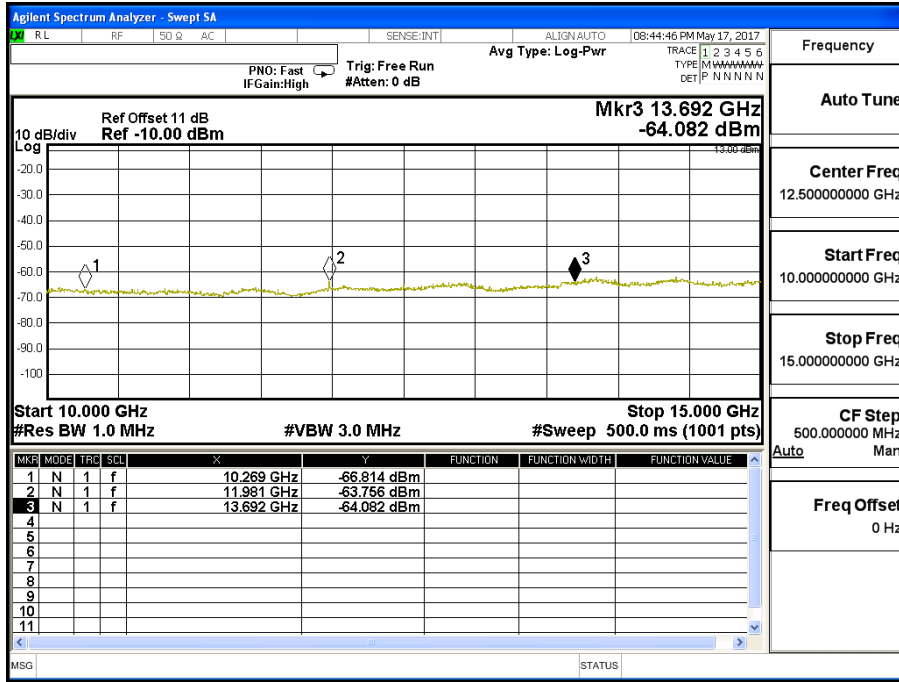 Agilent Spectrum Analyzer - Swept SA
LXI RL RF 50 Ω AC SENSE:INT ALIGN AUTO 08:44:46 PM May 17, 2017
Avg Type: Log-Pwr
TRACE 1 2 3 4 5 6
TYPE M W W W W W
DET P N N N N N
PNO: Fast Trig: Free Run
IFGain:High #Atten: 0 dB
Frequency
Auto Tune
Center Freq
12.500000000 GHz
Start Freq
10.000000000 GHz
Stop Freq
15.000000000 GHz
CF Step
500.000000 MHz
Auto Man
Freq Offset
0 Hz
Mkr3 13.692 GHz
-64.082 dBm
Ref Offset 11 dB
10 dB/div Ref -10.00 dBm
Log
13.00 dBm
-20.0
-30.0
-40.0
-50.0
-60.0
-70.0
-80.0
-90.0
-100
1
2
3
Start 10.000 GHz Stop 15.000 GHz
#Res BW 1.0 MHz #VBW 3.0 MHz #Sweep 500.0 ms (1001 pts)
MKR MODE TRC SCL X Y FUNCTION FUNCTION WIDTH FUNCTION VALUE
1 N 1 f 10.269 GHz -66.814 dBm
2 N 1 f 11.981 GHz -63.756 dBm
3 N 1 f 13.692 GHz -64.082 dBm
4
5
6
7
8
9
10
11
MSG STATUS